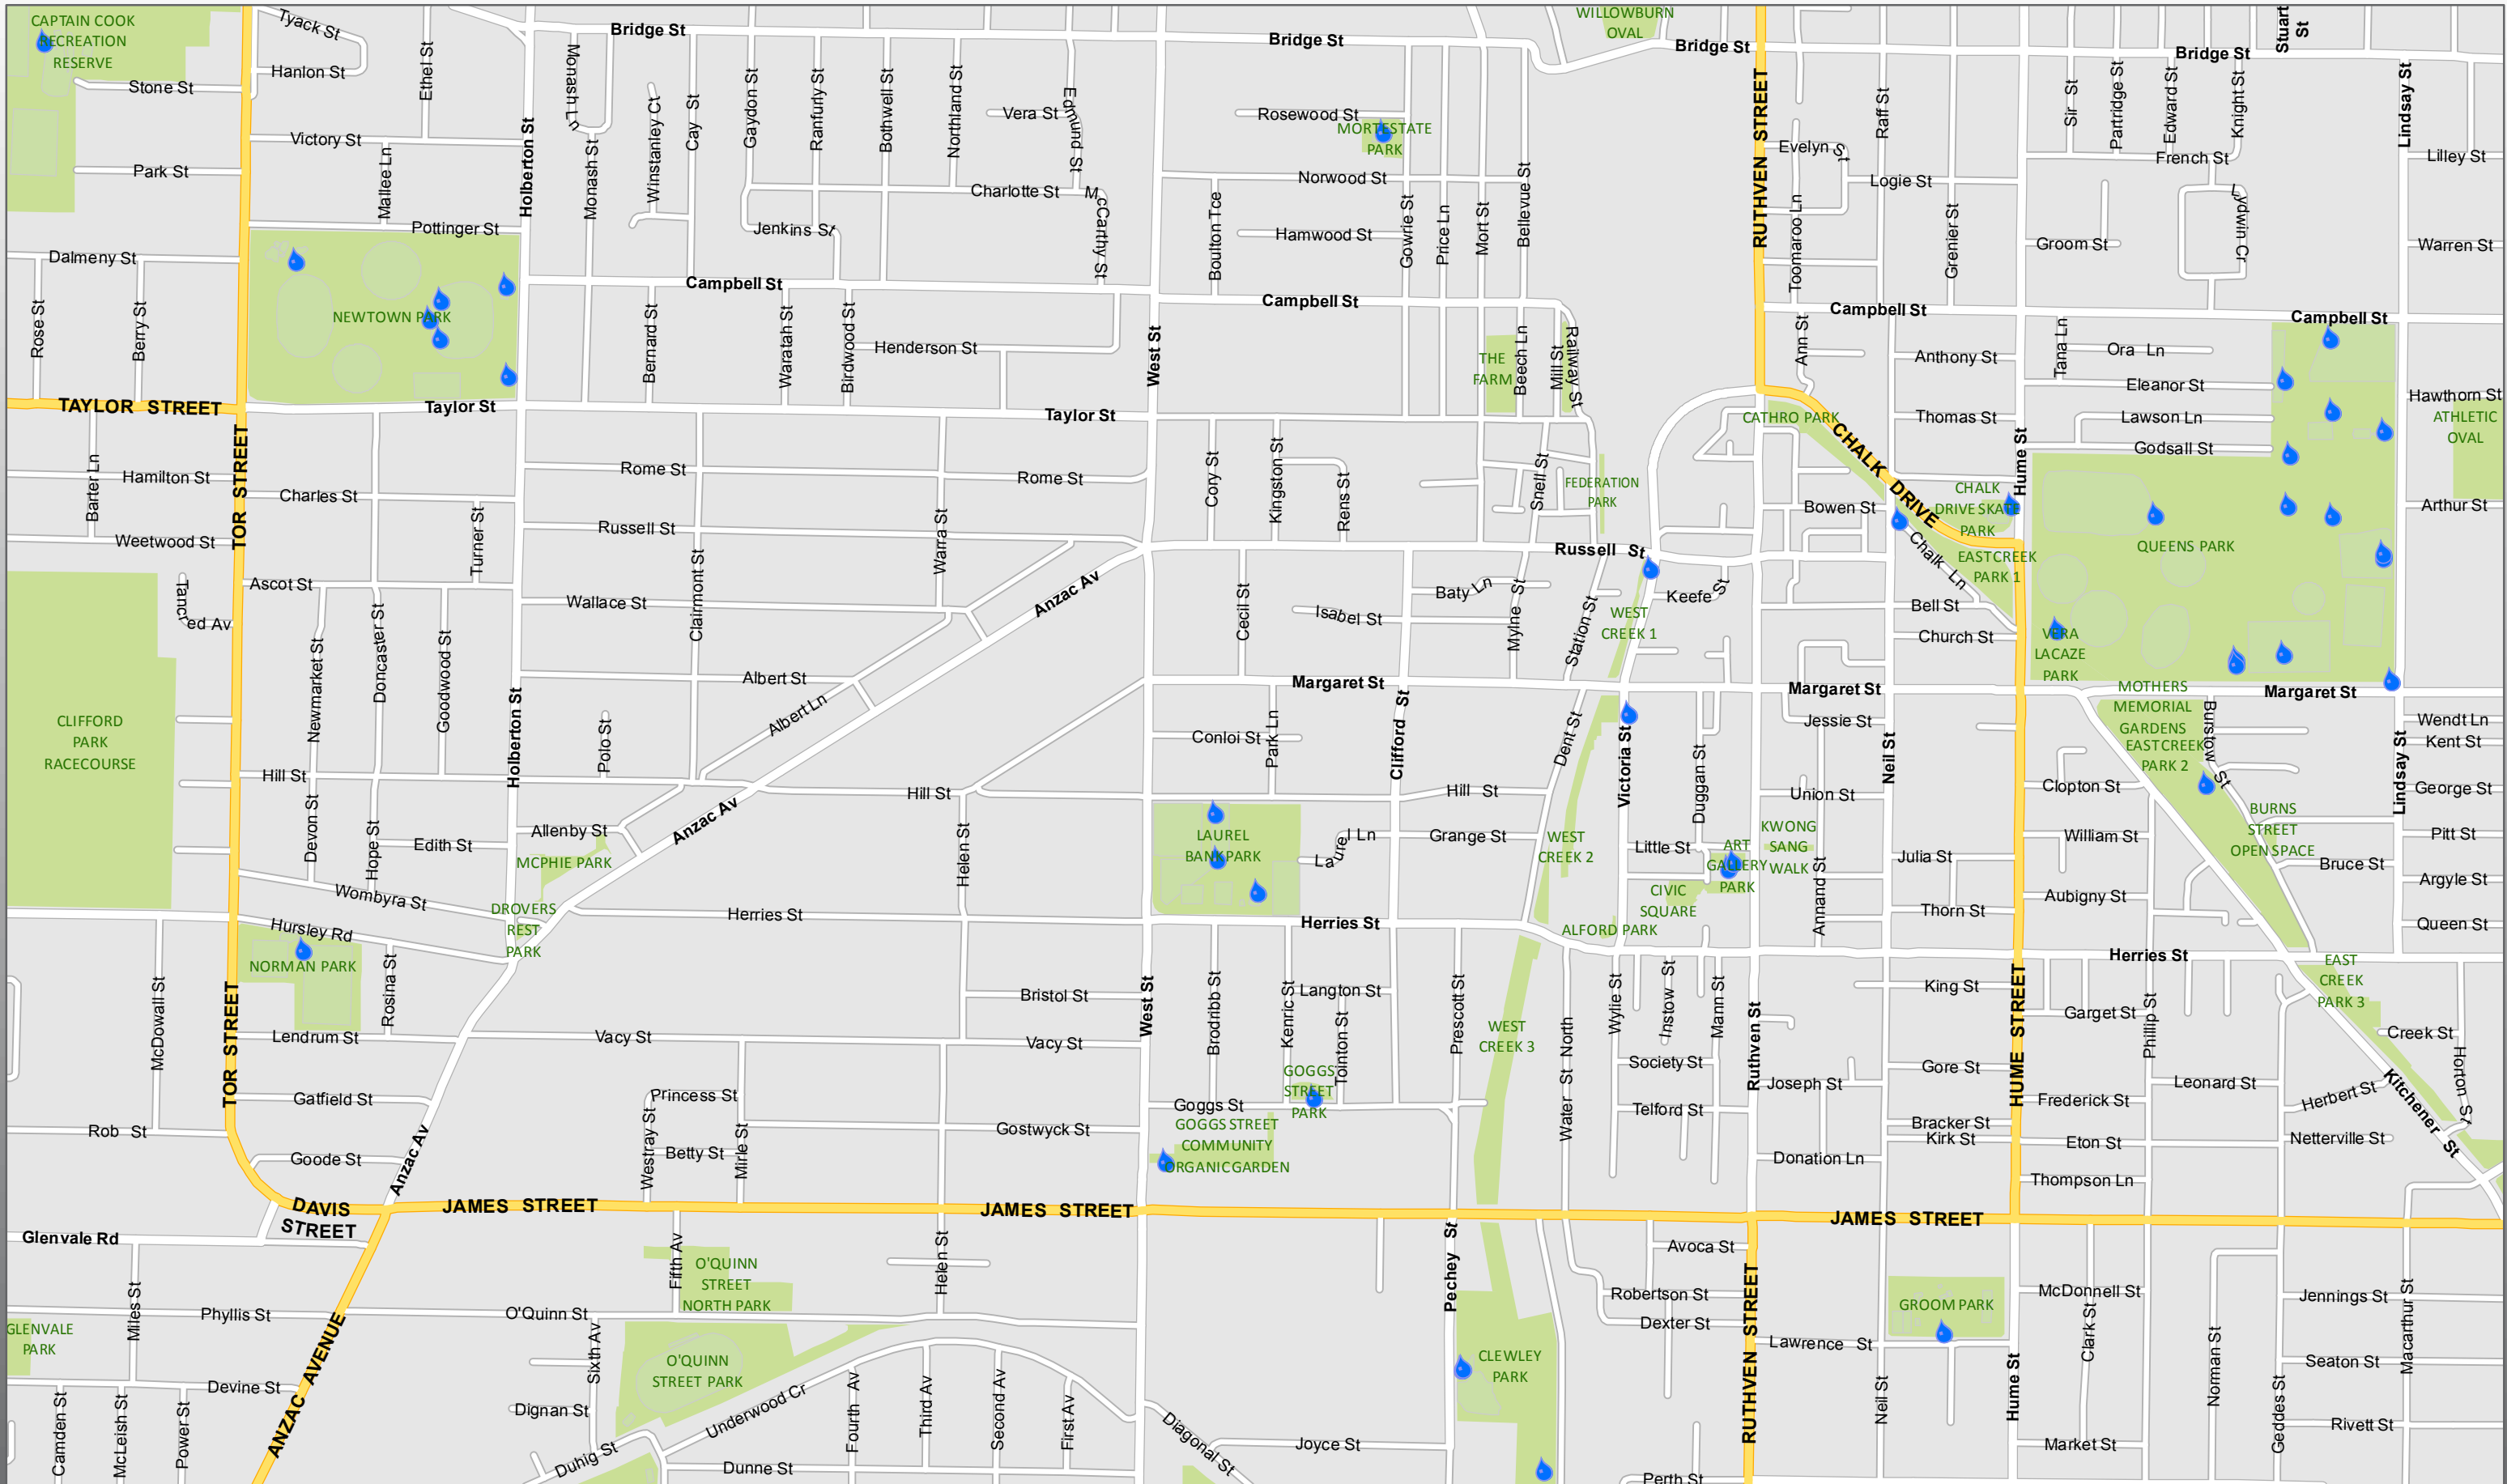 CAPTAIN COOK
RECREATION
RESERVE
Tyack St
Hanlon St
Stone St
Ethel St
Victory St
Park St
Mallee Ln
Holberton St
Pottinger St
Dalmeny St
Rose St
Berry St
NEWTOWN PARK
TAYLOR STREET
Taylor St
Bridge St
Monash Ln
Monash St
Winstanley Ct
Cay St
Gaydon St
Ranfurly St
Bothwell St
Northland St
Vera St
Edmund St
Charlotte St
McCarthy St
Jenkins St
Campbell St
Bernard St
Waratah St
Birdwood St
Henderson St
West St
Taylor St
Bridge St
Rosewood St
MORTESTATE
PARK
Norwood St
Boulton Tce
Hamwood St
Gowrie St
Price Ln
Mort St
Bellevue St
Campbell St
THE
FARM
Beech Ln
Mill St
Railway St
WILLOWBURN
OVAL
Bridge St
RUTHVEN STREET
Evelyn St
Toomaroo Ln
Raff St
Logie St
Grenier St
Campbell St
Ann St
Anthony St
Thomas St
CATHRO PARK
CHALK DRIVE
Stuart
St
Bridge St
Sir St
Partridge St
Edward St
Knight St
French St
Lydwin Cr
Groom St
Lindsay St
Lilley St
Warren St
Campbell St
Tana Ln
Ora Ln
Eleanor St
Lawson Ln
Godsall St
Hume St
Hawthorn St
ATHLETIC
OVAL
Arthur St
Barter Ln
Hamilton St
TOR STREET
Weetwood St
Charles St
Turner St
Ascot St
Tancred Av
Newmarket St
Doncaster St
Goodwood St
Holberton St
CLIFFORD
PARK
RACECOURSE
Hill St
Devon St
Hope St
Edith St
Wombyra St
Hursley Rd
NORMAN PARK
Rosina St
McDowall St
TOR STREET
Lendrum St
Gatfield St
Rob St
Goode St
DAVIS
STREET
Glenvale Rd
Rome St
Rome St
Russell St
Clairmont St
Warra St
Wallace St
Anzac Av
Albert St
Albert Ln
Polo St
Allenby St
MCPHIE PARK
Anzac Av
Hill St
Helen St
DROVERS
REST
PARK
Herries St
Bristol St
Vacy St
Vacy St
Princess St
Westray St
Betty St
Mirle St
Gostwyck St
Anzac Av
JAMES STREET
JAMES STREET
Cory St
Kingston St
Rens St
Snell St
FEDERATION
PARK
Russell St
Cecil St
Isabel St
Baty Ln
Mylne St
Station St
WEST
CREEK 1
Keefe St
Margaret St
Conloi St
Park Ln
Clifford St
Dent St
Victoria St
Hill St
LAUREL
BANKPARK
Laurel Ln
Grange St
WEST
CREEK 2
Herries St
West St
Brodribb St
Kenric St
Langton St
Tointon St
Prescott St
WEST
CREEK 3
GOGGS
STREET
PARK
Goggs St
GOGGS STREET
COMMUNITY
ORGANICGARDEN
Bowen St
CHALK
DRIVE SKATE
PARK
Chalk Ln
EASTCREEK
PARK 1
QUEENS PARK
Bell St
Church St
VERA
LACAZE
PARK
Margaret St
Jessie St
Neil St
Duggan St
Union St
Little St
ART
GALLERY
PARK
KWONG
SANG
WALK
CIVIC
SQUARE
ALFORD PARK
Annand St
Julia St
Thorn St
MOTHERS
MEMORIAL
GARDENS
EASTCREEK
PARK 2
Margaret St
Burstow St
Wendt Ln
Kent St
Lindsay St
George St
Clopton St
BURNS
STREET
OPEN SPACE
William St
Pitt St
Bruce St
Argyle St
Aubigny St
Queen St
Herries St
EAST
CREEK
PARK 3
Water St North
Wylie St
Instow St
Mann St
Ruthven St
Society St
Telford St
Joseph St
Donation Ln
King St
Gore St
Bracker St
Kirk St
HUME STREET
Garget St
Phillip St
Creek St
Horton St
Leonard St
Herbert St
Kitchener St
Frederick St
Eton St
Netterville St
Thompson Ln
JAMES STREET
Miles St
Phyllis St
GLENVALE
PARK
Devine St
ANZAC AVENUE
Camden St
McLeish St
Power St
Fifth Av
O'QUINN
STREET
NORTH PARK
O'Quinn St
Helen St
Sixth Av
O'QUINN
STREET PARK
Dignan St
Underwood Cr
Duhig St
Dunne St
Fourth Av
Third Av
Second Av
First Av
Diagonal St
Joyce St
Pechey St
CLEWLEY
PARK
Avoca St
Robertson St
Dexter St
RUTHVEN STREET
Perth St
Lawrence St
GROOM PARK
Neil St
Hume St
McDonnell St
Clark St
Market St
Norman St
Geddes St
Jennings St
Macarthur St
Seaton St
Rivett St